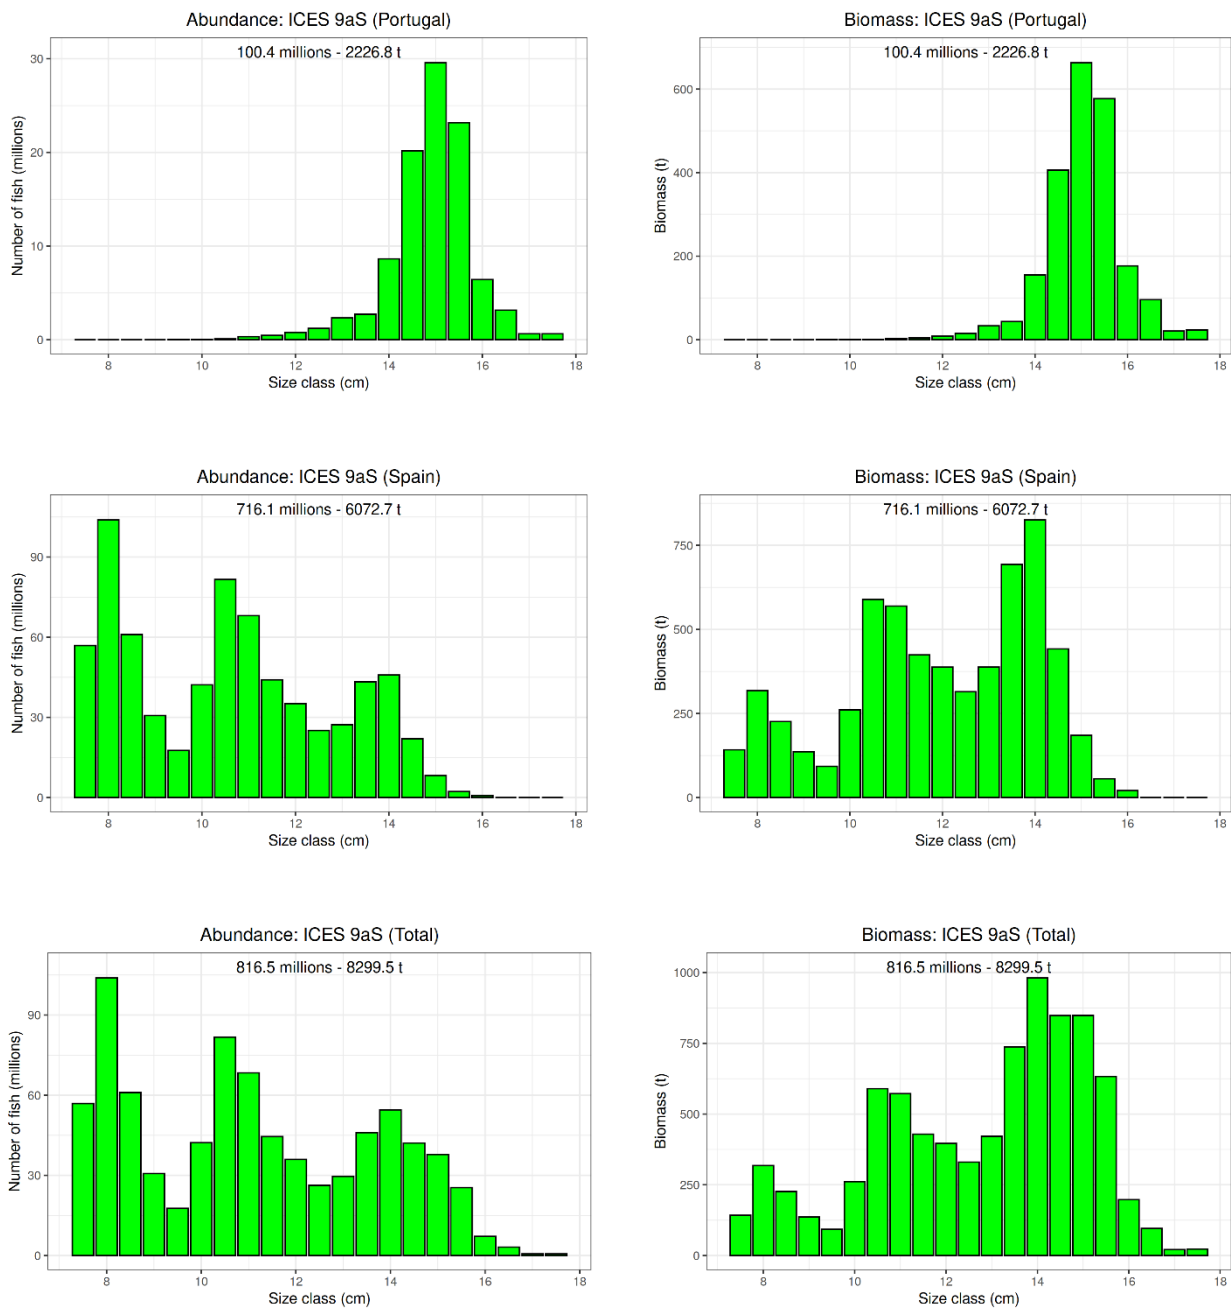 Abundance: ICES 9aS (Portugal)
100.4 millions - 2226.8 t
Number of fish (millions)
30
20
10
0
8 10 12 14 16 18
Size class (cm)
Biomass: ICES 9aS (Portugal)
100.4 millions - 2226.8 t
Biomass (t)
600
400
200
0
8 10 12 14 16 18
Size class (cm)
Abundance: ICES 9aS (Spain)
716.1 millions - 6072.7 t
Number of fish (millions)
90
60
30
0
8 10 12 14 16 18
Size class (cm)
Biomass: ICES 9aS (Spain)
716.1 millions - 6072.7 t
Biomass (t)
750
500
250
0
8 10 12 14 16 18
Size class (cm)
Abundance: ICES 9aS (Total)
816.5 millions - 8299.5 t
Number of fish (millions)
90
60
30
0
8 10 12 14 16 18
Size class (cm)
Biomass: ICES 9aS (Total)
816.5 millions - 8299.5 t
Biomass (t)
1000
750
500
250
0
8 10 12 14 16 18
Size class (cm)